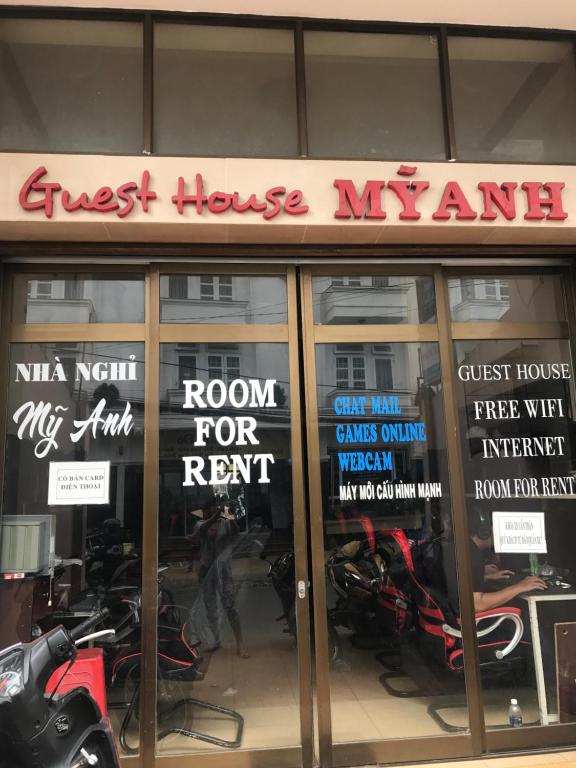 Guest House MỸ ANH
NHÀ NGHỈ
Mỹ Anh
CÓ BÁN CARD
ĐIỆN THOẠI
ROOM
FOR
RENT
CHAT MAIL
GAMES ONLINE
WEBCAM
MÁY MỚI CẤU HÌNH MẠNH
GUEST HOUSE
FREE WIFI
INTERNET
ROOM FOR RENT